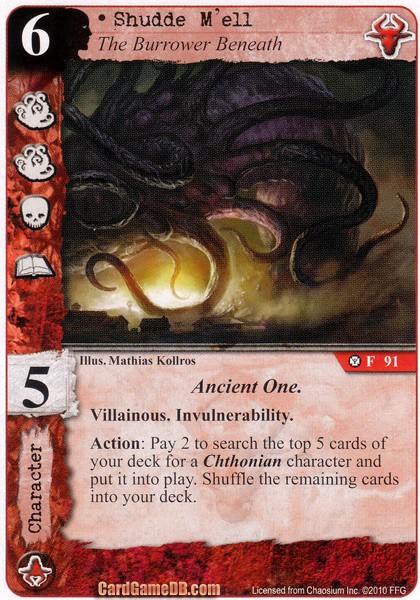 6
• Shudde M'ell
The Burrower Beneath
Illus. Mathias Kollros
F 91
5
Ancient One.
Villainous. Invulnerability.
Action: Pay 2 to search the top 5 cards of
your deck for a Chthonian character and
put it into play. Shuffle the remaining cards
into your deck.
Character
CardGameDB.com
Licensed from Chaosium Inc. ©2010 FFG